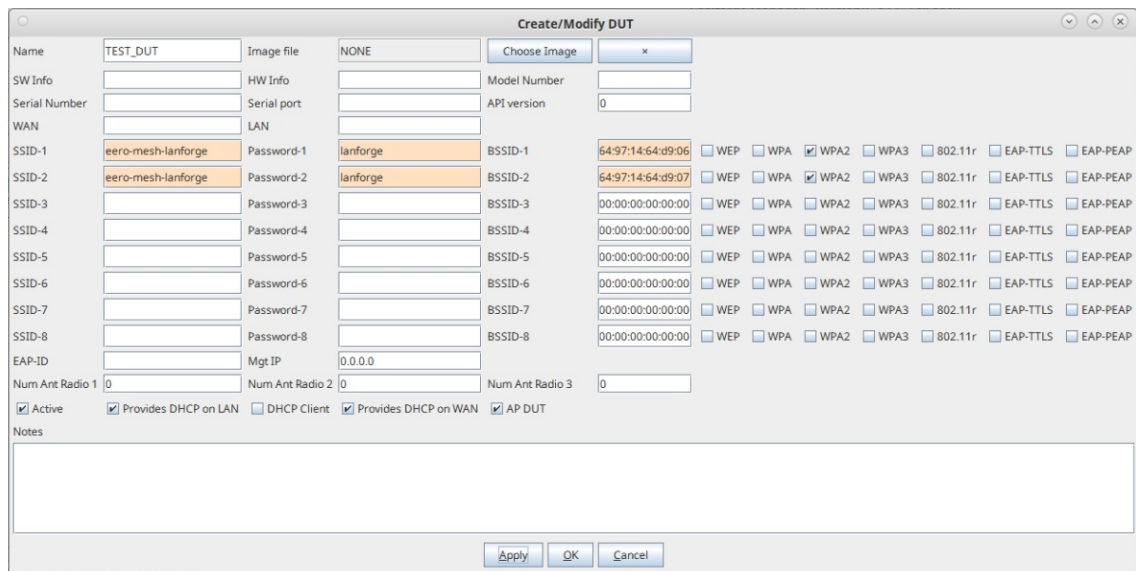 Create/Modify DUT
Name TEST_DUT Image file NONE Choose Image ×
SW Info HW Info Model Number
Serial Number Serial port API version 0
WAN LAN
SSID-1 eero-mesh-lanforge Password-1 lanforge BSSID-1 64:97:14:64:d9:06 WEP WPA WPA2 WPA3 802.11r EAP-TTLS EAP-PEAP
SSID-2 eero-mesh-lanforge Password-2 lanforge BSSID-2 64:97:14:64:d9:07 WEP WPA WPA2 WPA3 802.11r EAP-TTLS EAP-PEAP
SSID-3 Password-3 BSSID-3 00:00:00:00:00:00 WEP WPA WPA2 WPA3 802.11r EAP-TTLS EAP-PEAP
SSID-4 Password-4 BSSID-4 00:00:00:00:00:00 WEP WPA WPA2 WPA3 802.11r EAP-TTLS EAP-PEAP
SSID-5 Password-5 BSSID-5 00:00:00:00:00:00 WEP WPA WPA2 WPA3 802.11r EAP-TTLS EAP-PEAP
SSID-6 Password-6 BSSID-6 00:00:00:00:00:00 WEP WPA WPA2 WPA3 802.11r EAP-TTLS EAP-PEAP
SSID-7 Password-7 BSSID-7 00:00:00:00:00:00 WEP WPA WPA2 WPA3 802.11r EAP-TTLS EAP-PEAP
SSID-8 Password-8 BSSID-8 00:00:00:00:00:00 WEP WPA WPA2 WPA3 802.11r EAP-TTLS EAP-PEAP
EAP-ID Mgt IP 0.0.0.0
Num Ant Radio 1 0 Num Ant Radio 2 0 Num Ant Radio 3 0
Active Provides DHCP on LAN DHCP Client Provides DHCP on WAN AP DUT
Notes
Apply OK Cancel